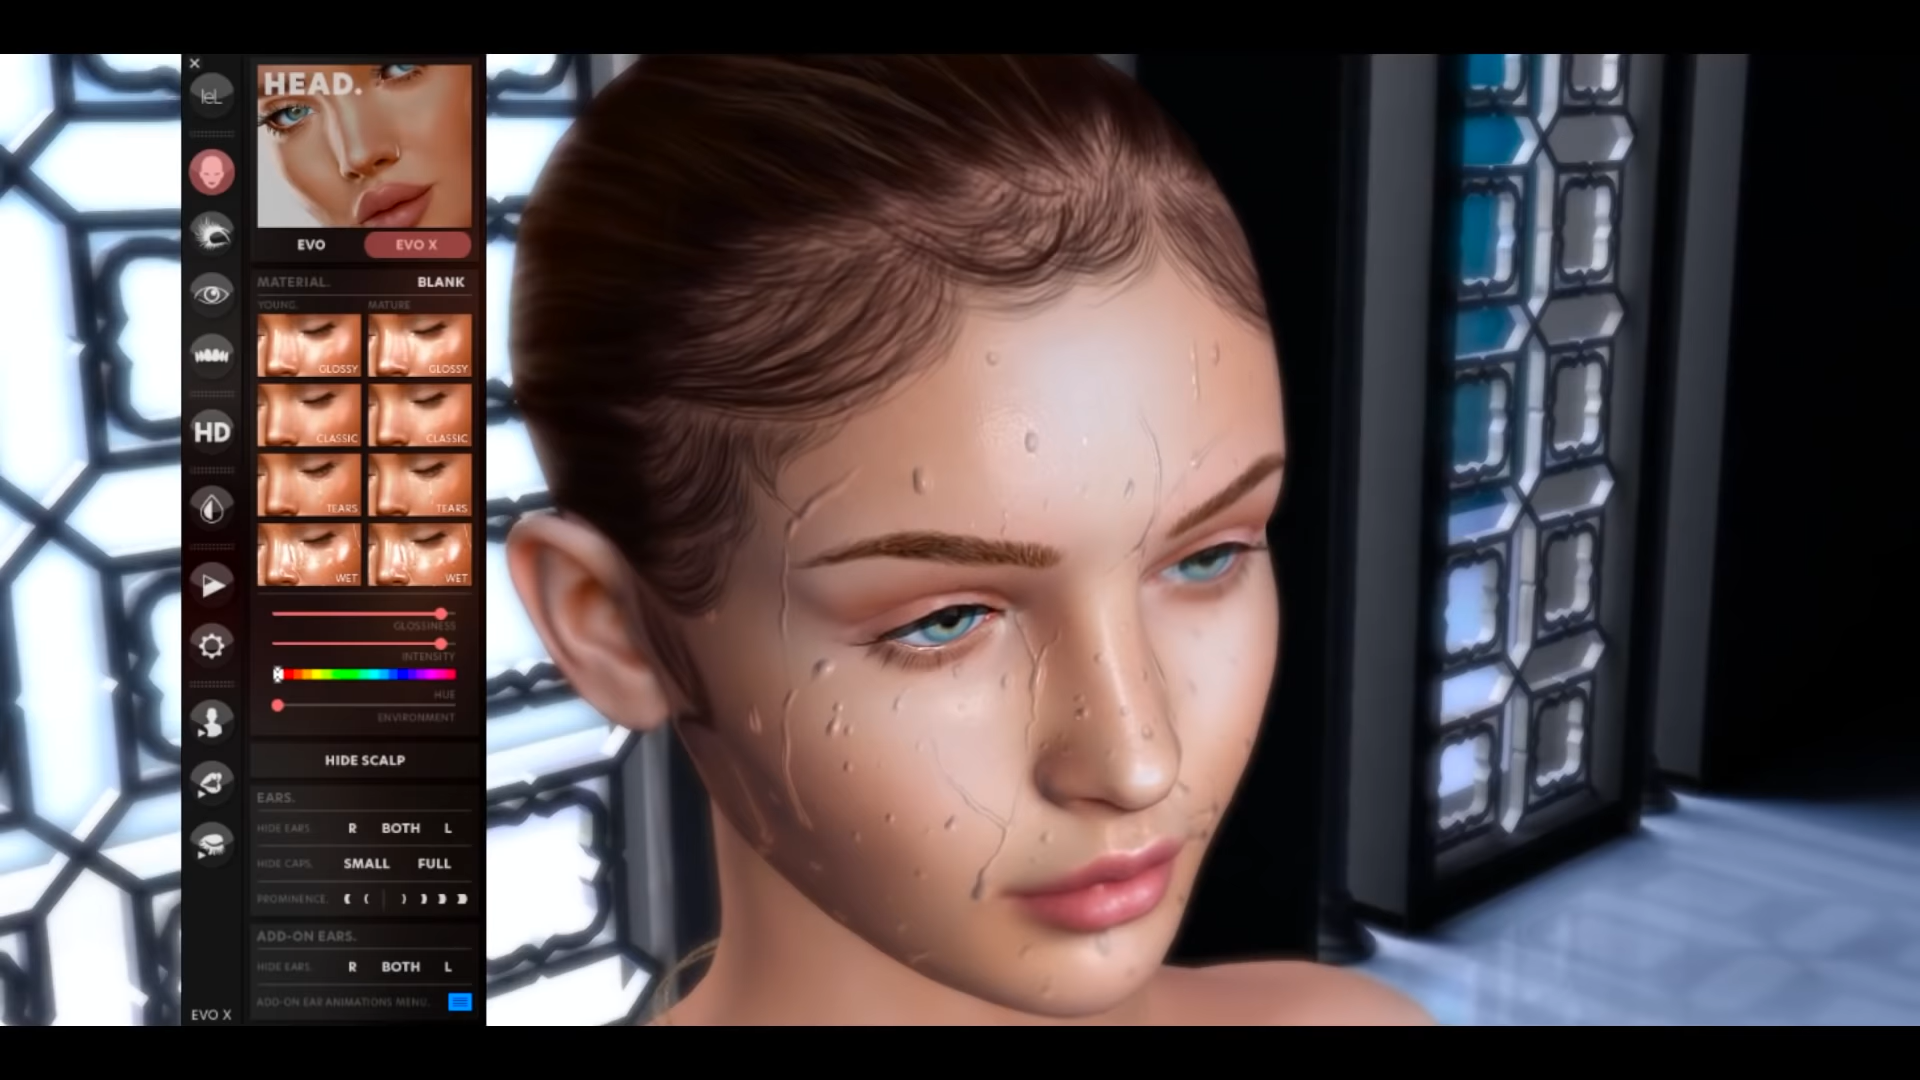 leL
HEAD.
EVO EVO X
MATERIAL. BLANK
YOUNG. MATURE
GLOSSY GLOSSY
CLASSIC CLASSIC
HD
TEARS TEARS
WET WET
GLOSSINESS
INTENSITY
HUE
ENVIRONMENT
HIDE SCALP
EARS.
HIDE EARS. R BOTH L
HIDE CAPS. SMALL FULL
PROMINENCE.
ADD-ON EARS.
HIDE EARS. R BOTH L
ADD-ON EAR ANIMATIONS MENU.
EVO X